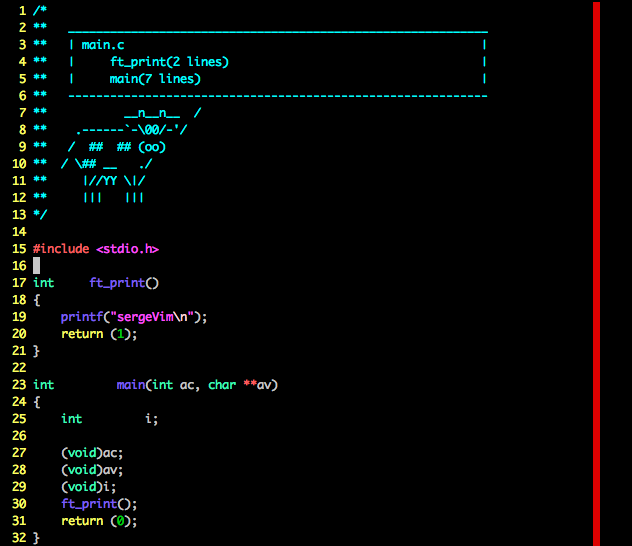 1 /*
2 **   ____________________________________________________________
3 **   | main.c                                                   |
4 **   |     ft_print(2 lines)                                    |
5 **   |     main(7 lines)                                        |
6 **   ------------------------------------------------------------
7 **           __n__n__  /
8 **    .------`-\00/-'/
9 **   /  ##  ## (oo)
10 **  / \## __   ./
11 **     |//YY \|/
12 **     |||   |||
13 */
14
15 #include <stdio.h>
16
17 int     ft_print()
18 {
19     printf("sergeVim\n");
20     return (1);
21 }
22
23 int         main(int ac, char **av)
24 {
25     int         i;
26
27     (void)ac;
28     (void)av;
29     (void)i;
30     ft_print();
31     return (0);
32 }